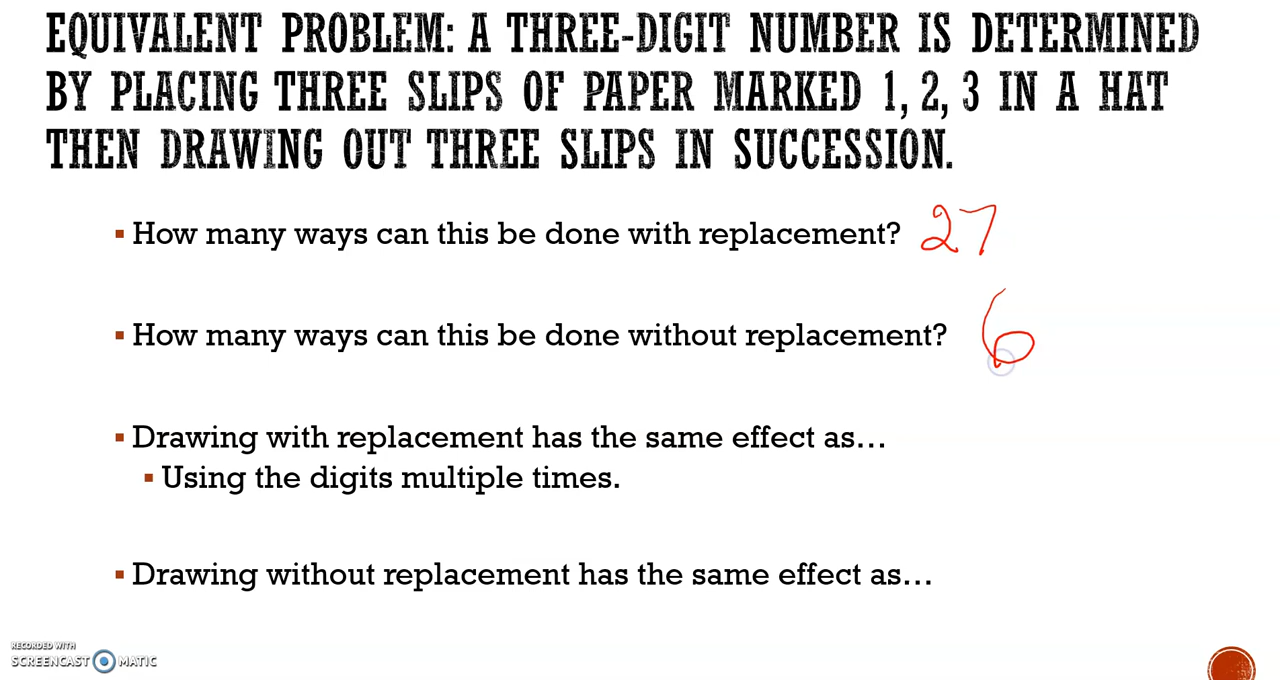 EQUIVALENT PROBLEM: A THREE-DIGIT NUMBER IS DETERMINED
BY PLACING THREE SLIPS OF PAPER MARKED 1, 2, 3 IN A HAT
THEN DRAWING OUT THREE SLIPS IN SUCCESSION.
How many ways can this be done with replacement? 27
How many ways can this be done without replacement? 6
Drawing with replacement has the same effect as…
Using the digits multiple times.
Drawing without replacement has the same effect as…
RECORDED WITH
SCREENCAST MATIC